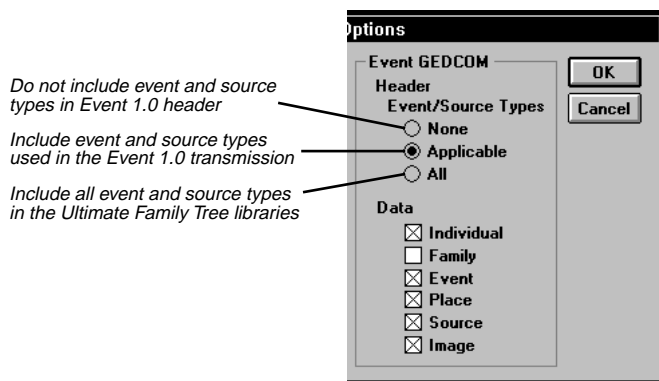 Options
Event GEDCOM
Header
Event/Source Types
None
Applicable
All
Data
Individual
Family
Event
Place
Source
Image
OK
Cancel
Do not include event and source
types in Event 1.0 header
Include event and source types
used in the Event 1.0 transmission
Include all event and source types
in the Ultimate Family Tree libraries